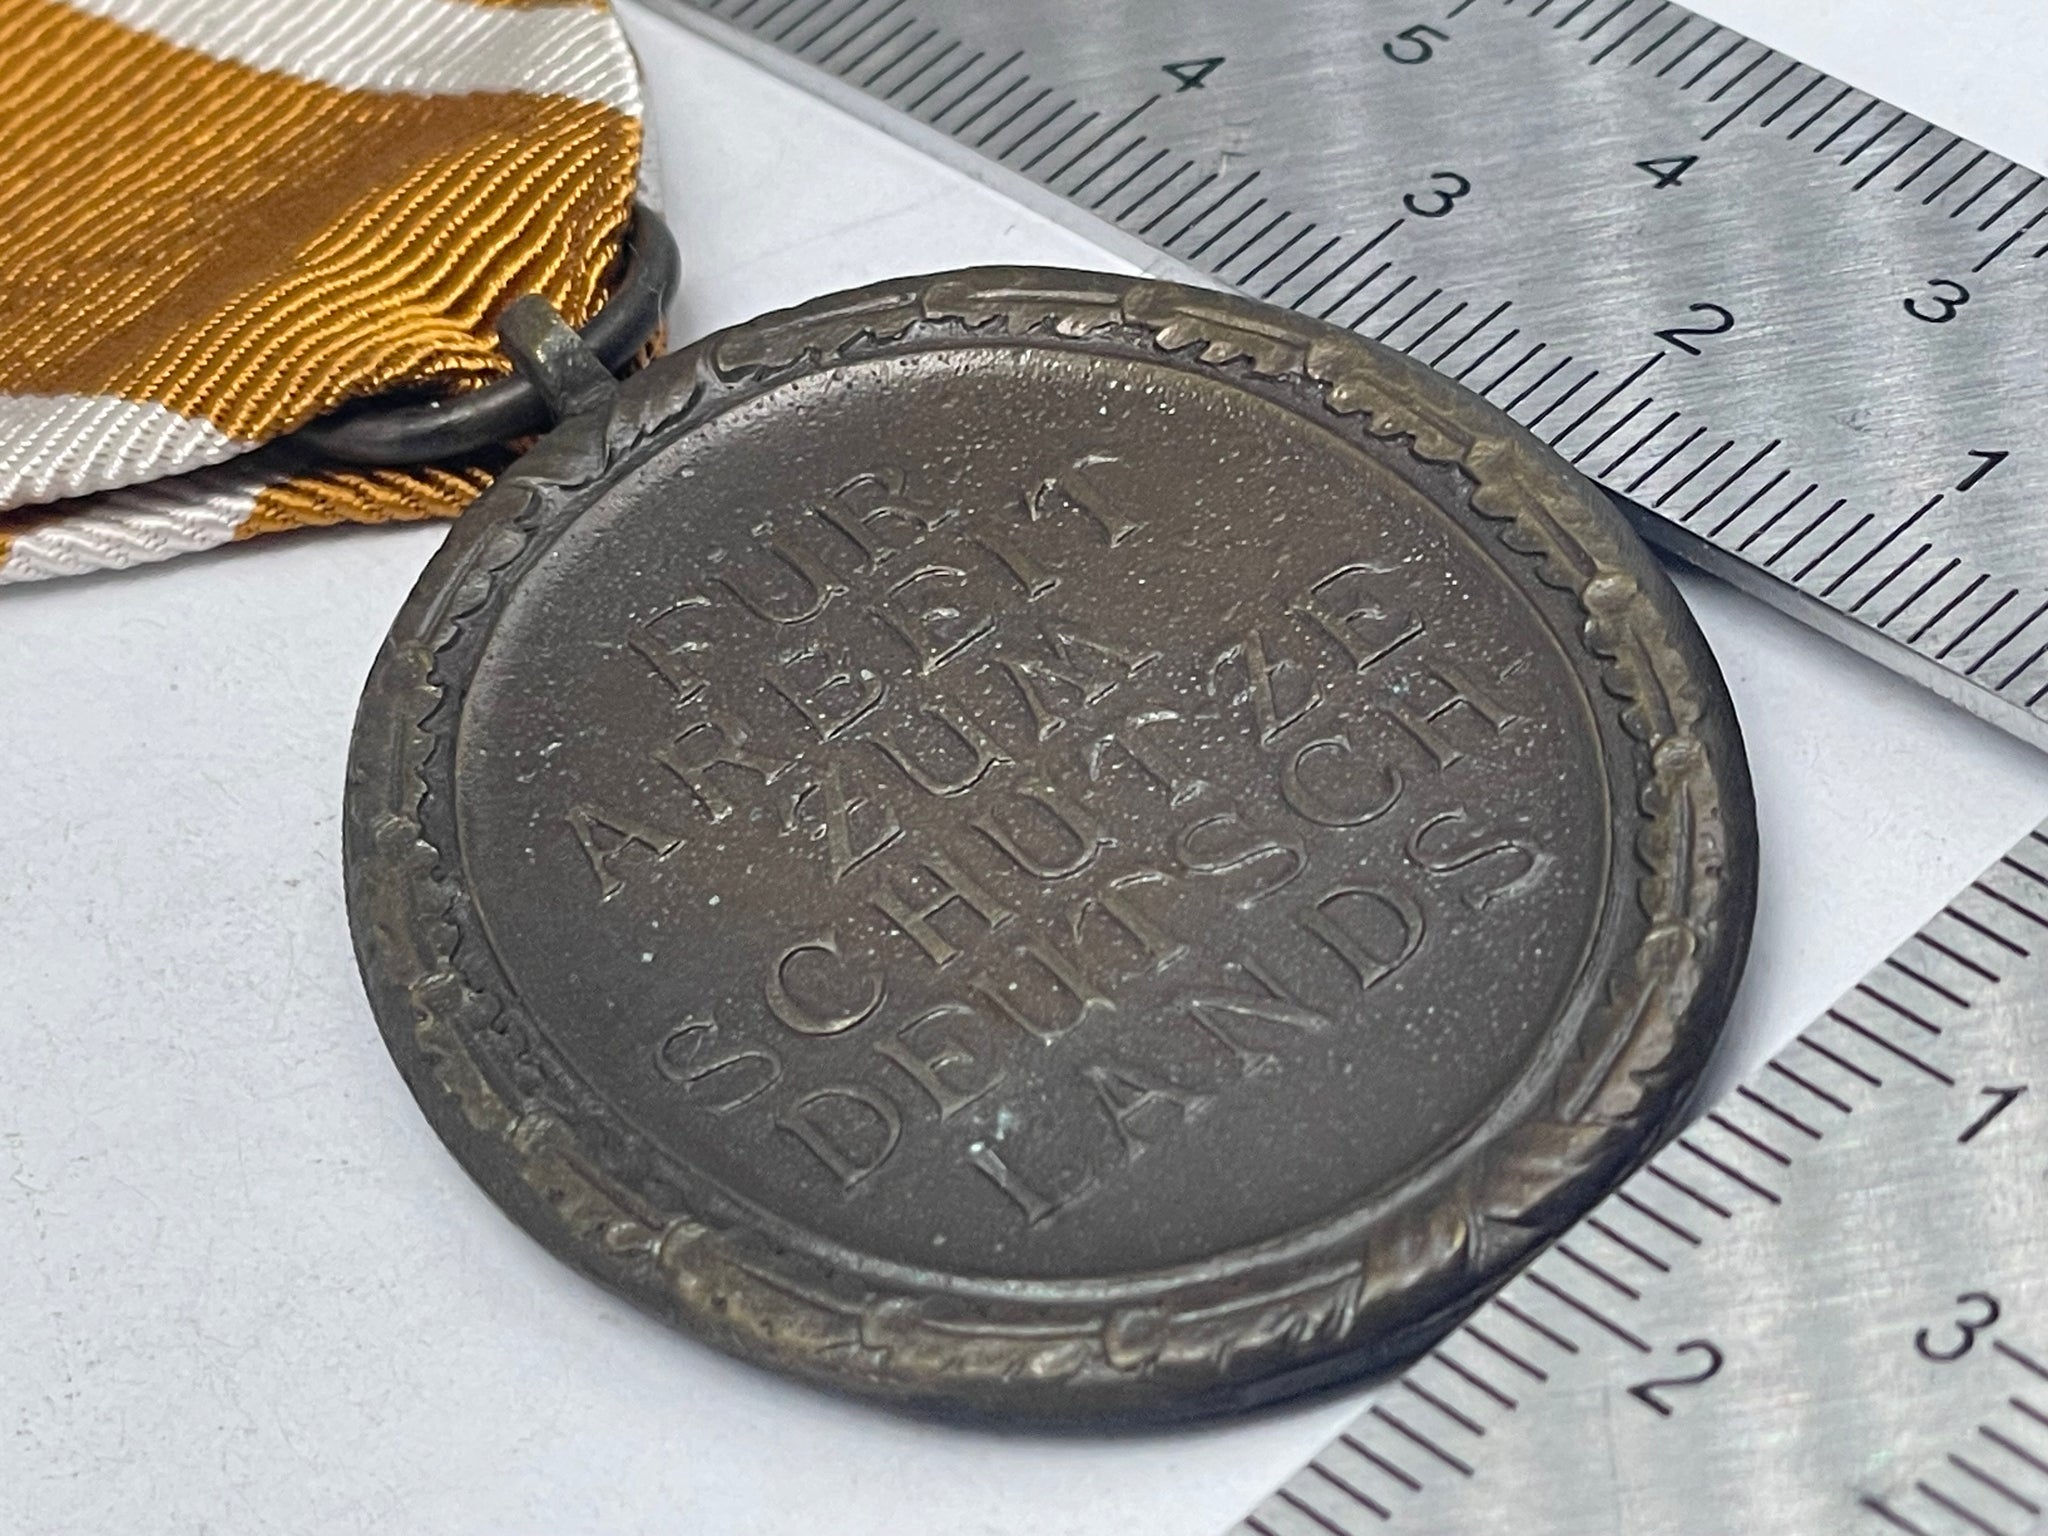 FÜR
ARBEIT
ZUM
SCHUTZE
DEUTSCH
LANDS
5 4 3
4 3 2 1
1 2
3